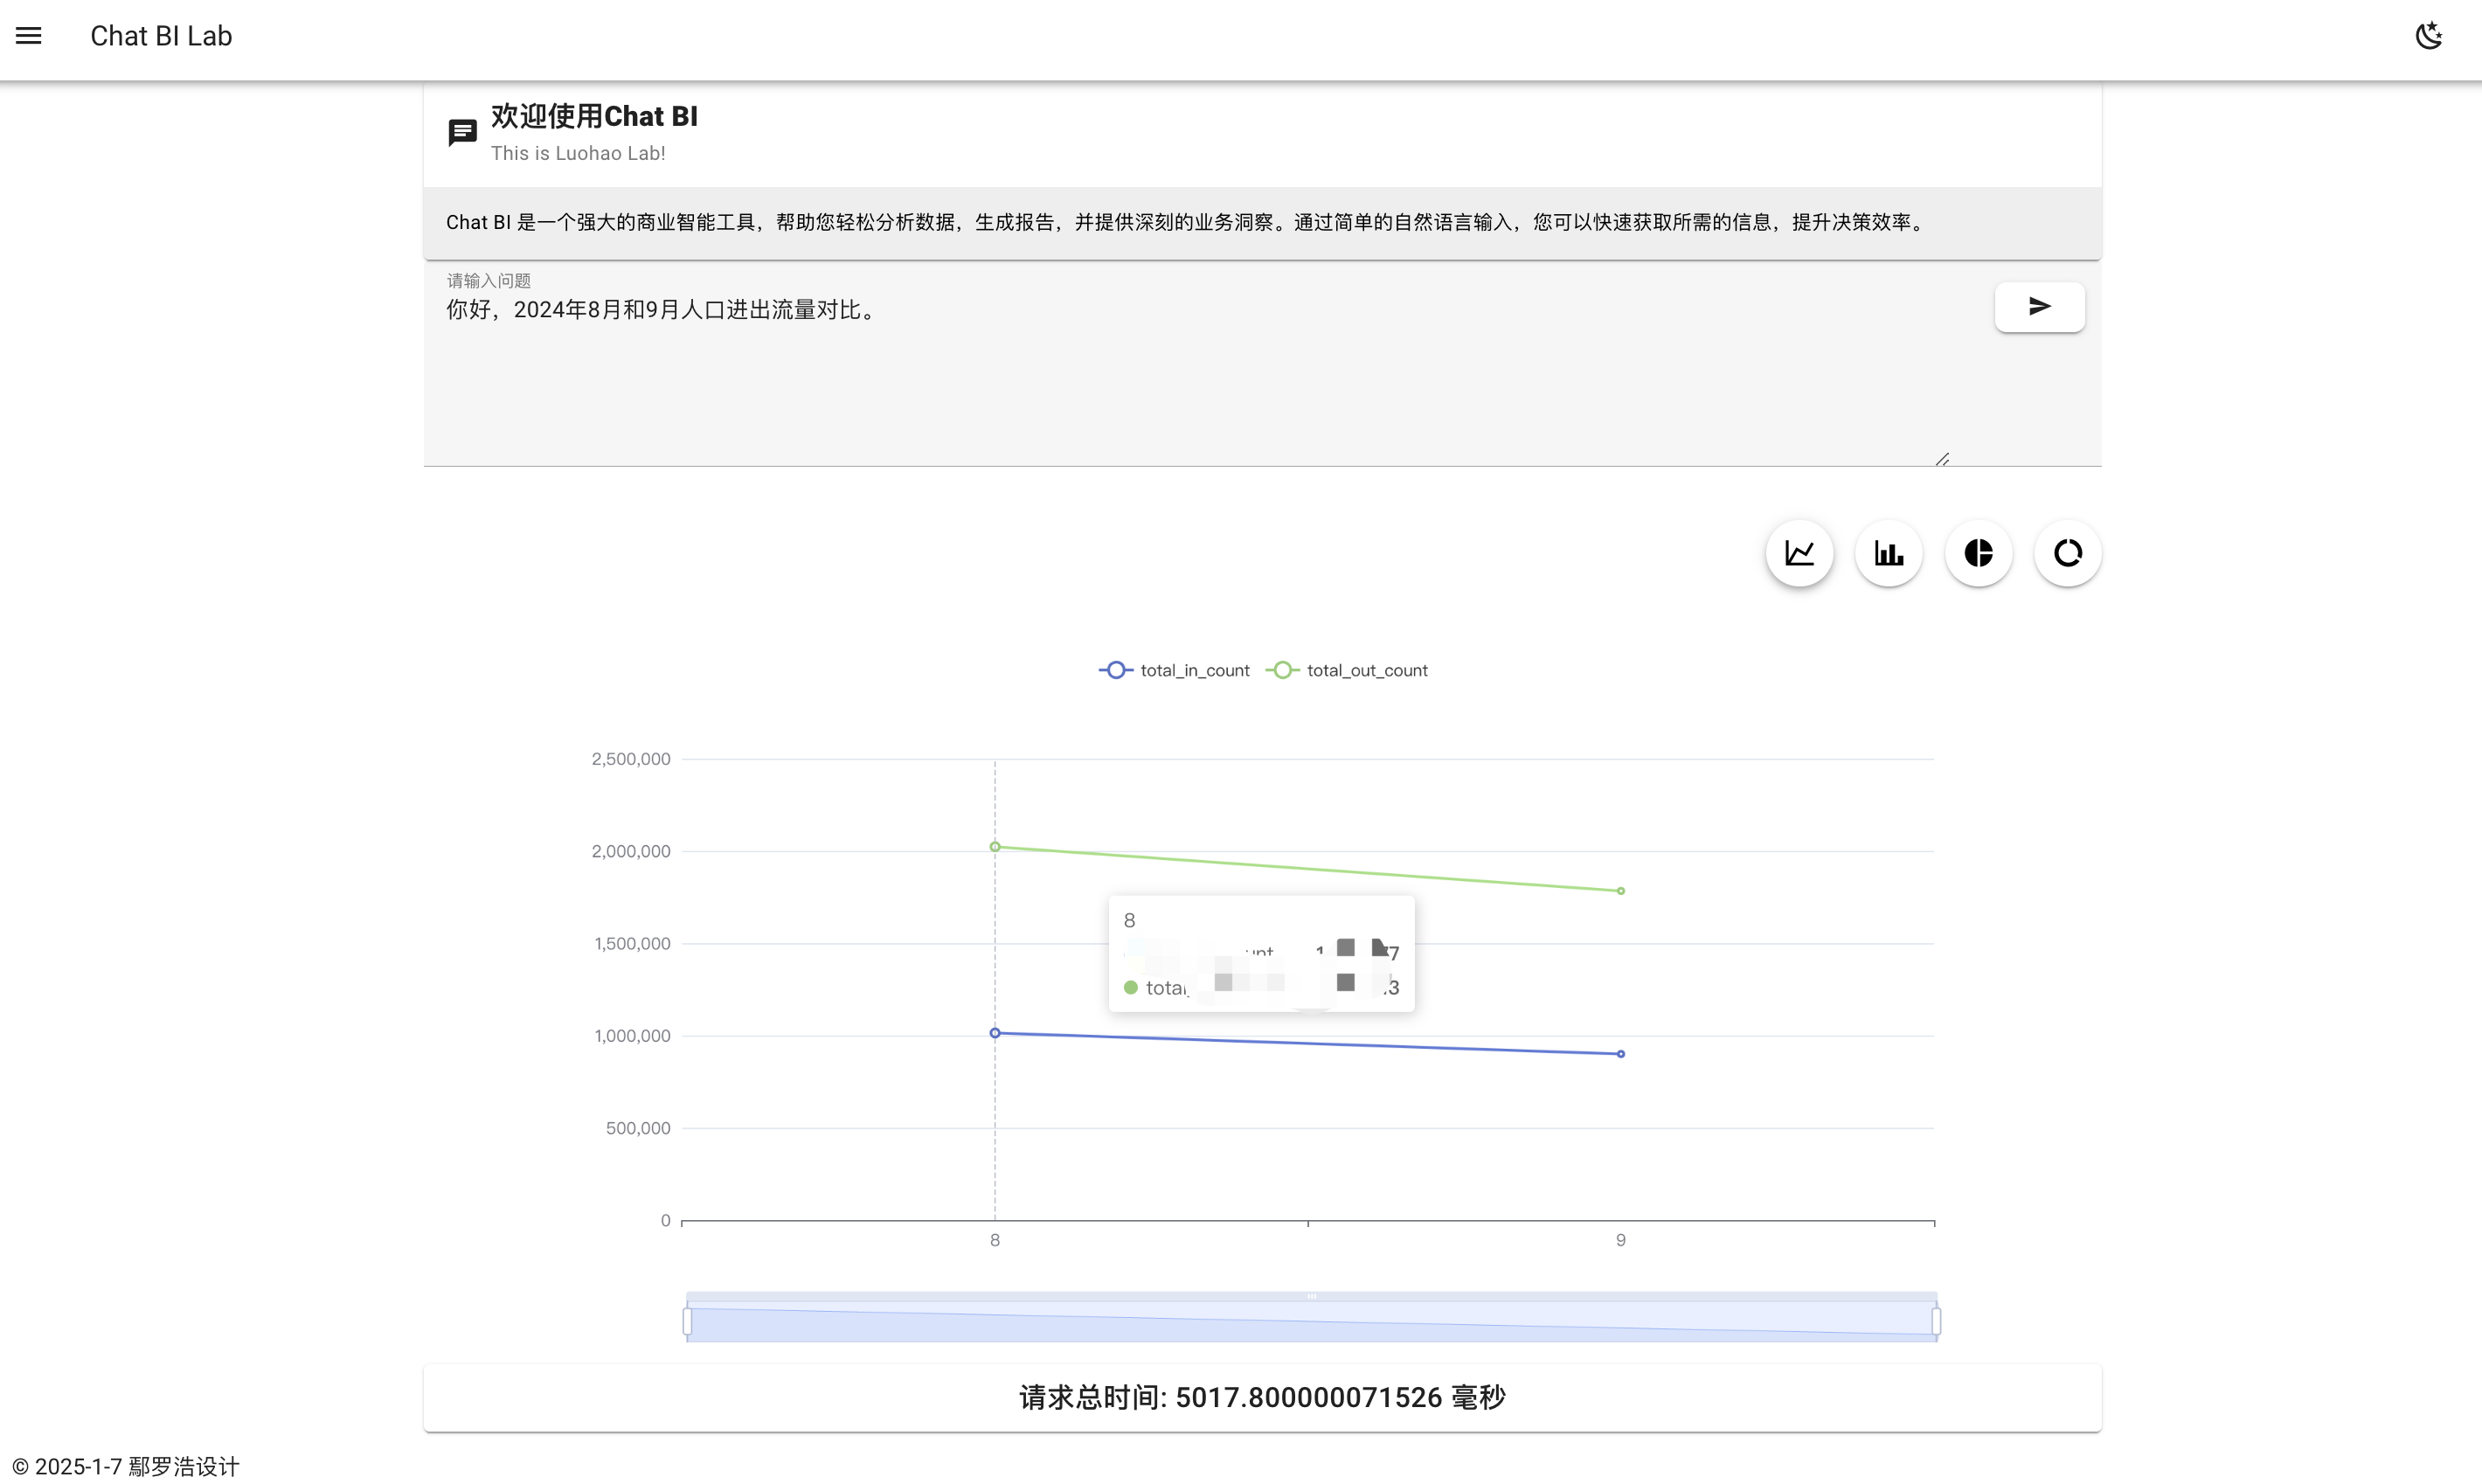 Chat BI Lab
欢迎使用Chat BI
This is Luohao Lab!
Chat BI 是一个强大的商业智能工具，帮助您轻松分析数据，生成报告，并提供深刻的业务洞察。通过简单的自然语言输入，您可以快速获取所需的信息，提升决策效率。
请输入问题
你好，2024年8月和9月人口进出流量对比。
total_in_count total_out_count
2,500,000
2,000,000
1,500,000
1,000,000
500,000
0
8
8 9
请求总时间: 5017.800000071526 毫秒
© 2025-1-7 鄢罗浩设计